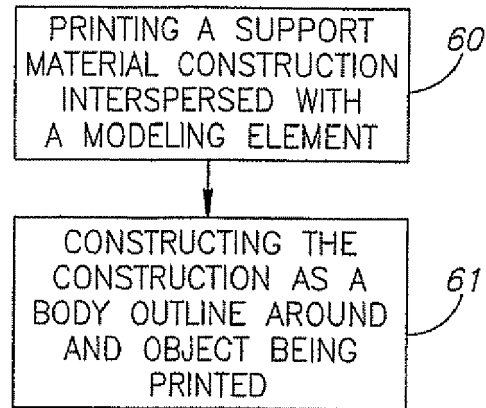 PRINTING A SUPPORT
MATERIAL CONSTRUCTION
INTERSPERSED WITH
A MODELING ELEMENT
60
CONSTRUCTING THE
CONSTRUCTION AS A
BODY OUTLINE AROUND
AND OBJECT BEING
PRINTED
61